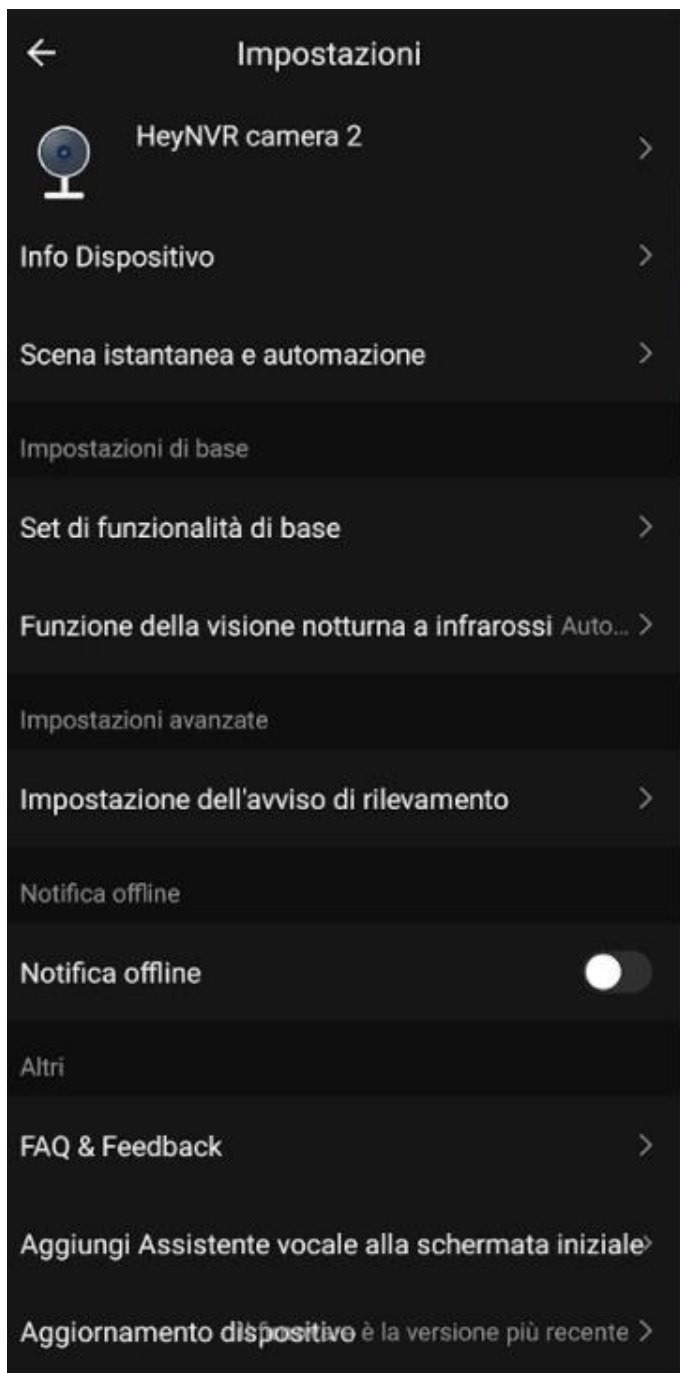 Impostazioni
HeyNVR camera 2
Info Dispositivo
Scena istantanea e automazione
Impostazioni di base
Set di funzionalità di base
Funzione della visione notturna a infrarossi Auto...
Impostazioni avanzate
Impostazione dell'avviso di rilevamento
Notifica offline
Notifica offline
Altri
FAQ & Feedback
Aggiungi Assistente vocale alla schermata iniziale
Aggiornamento dispositivo è la versione più recente